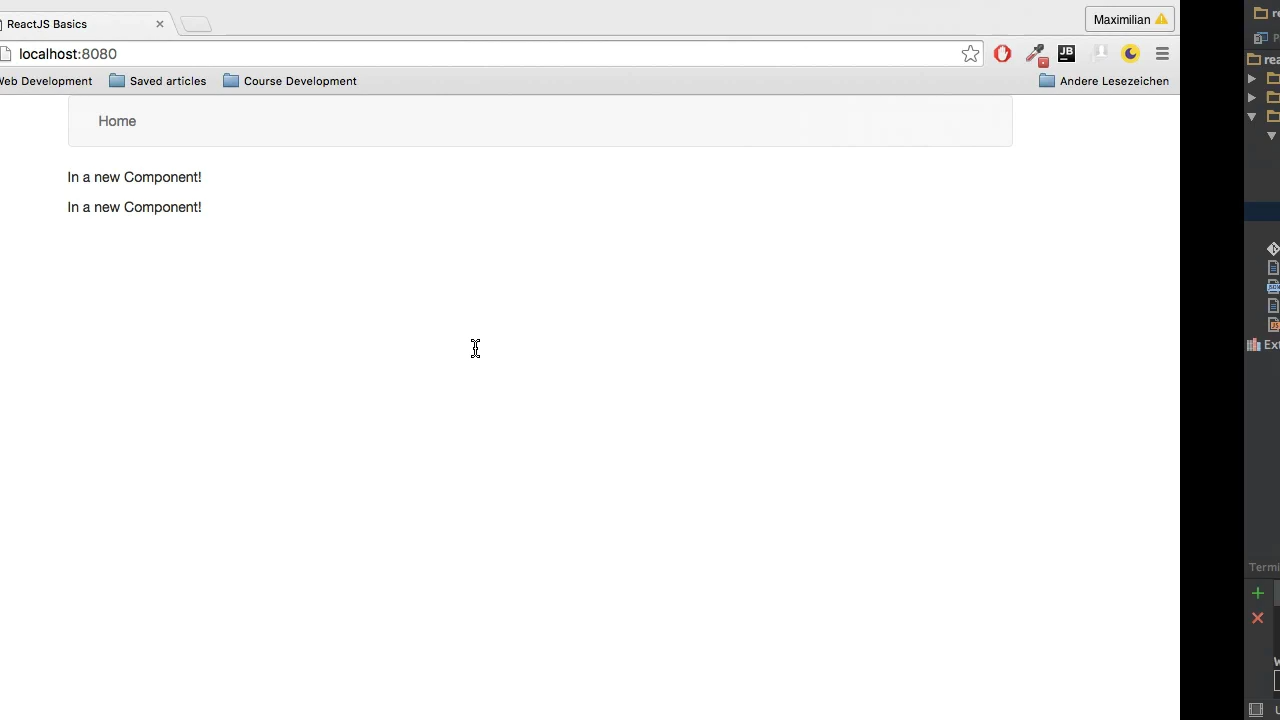 ReactJS Basics
Maximilian
localhost:8080
Web Development
Saved articles
Course Development
Andere Lesezeichen
JB
Home
In a new Component!
In a new Component!